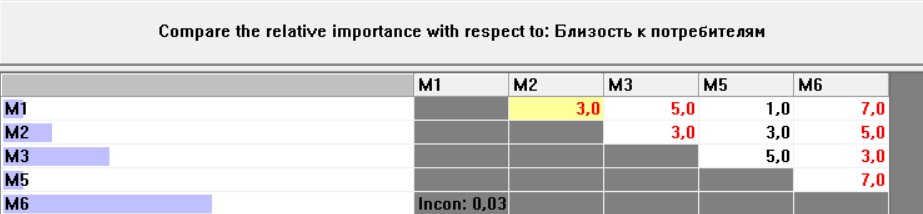 Compare the relative importance with respect to: Близость к потребителям
M1 M2 M3 M5 M6
M1 3,0 5,0 1,0 7,0
M2 3,0 3,0 5,0
M3 5,0 3,0
M5 7,0
M6 Incon: 0,03